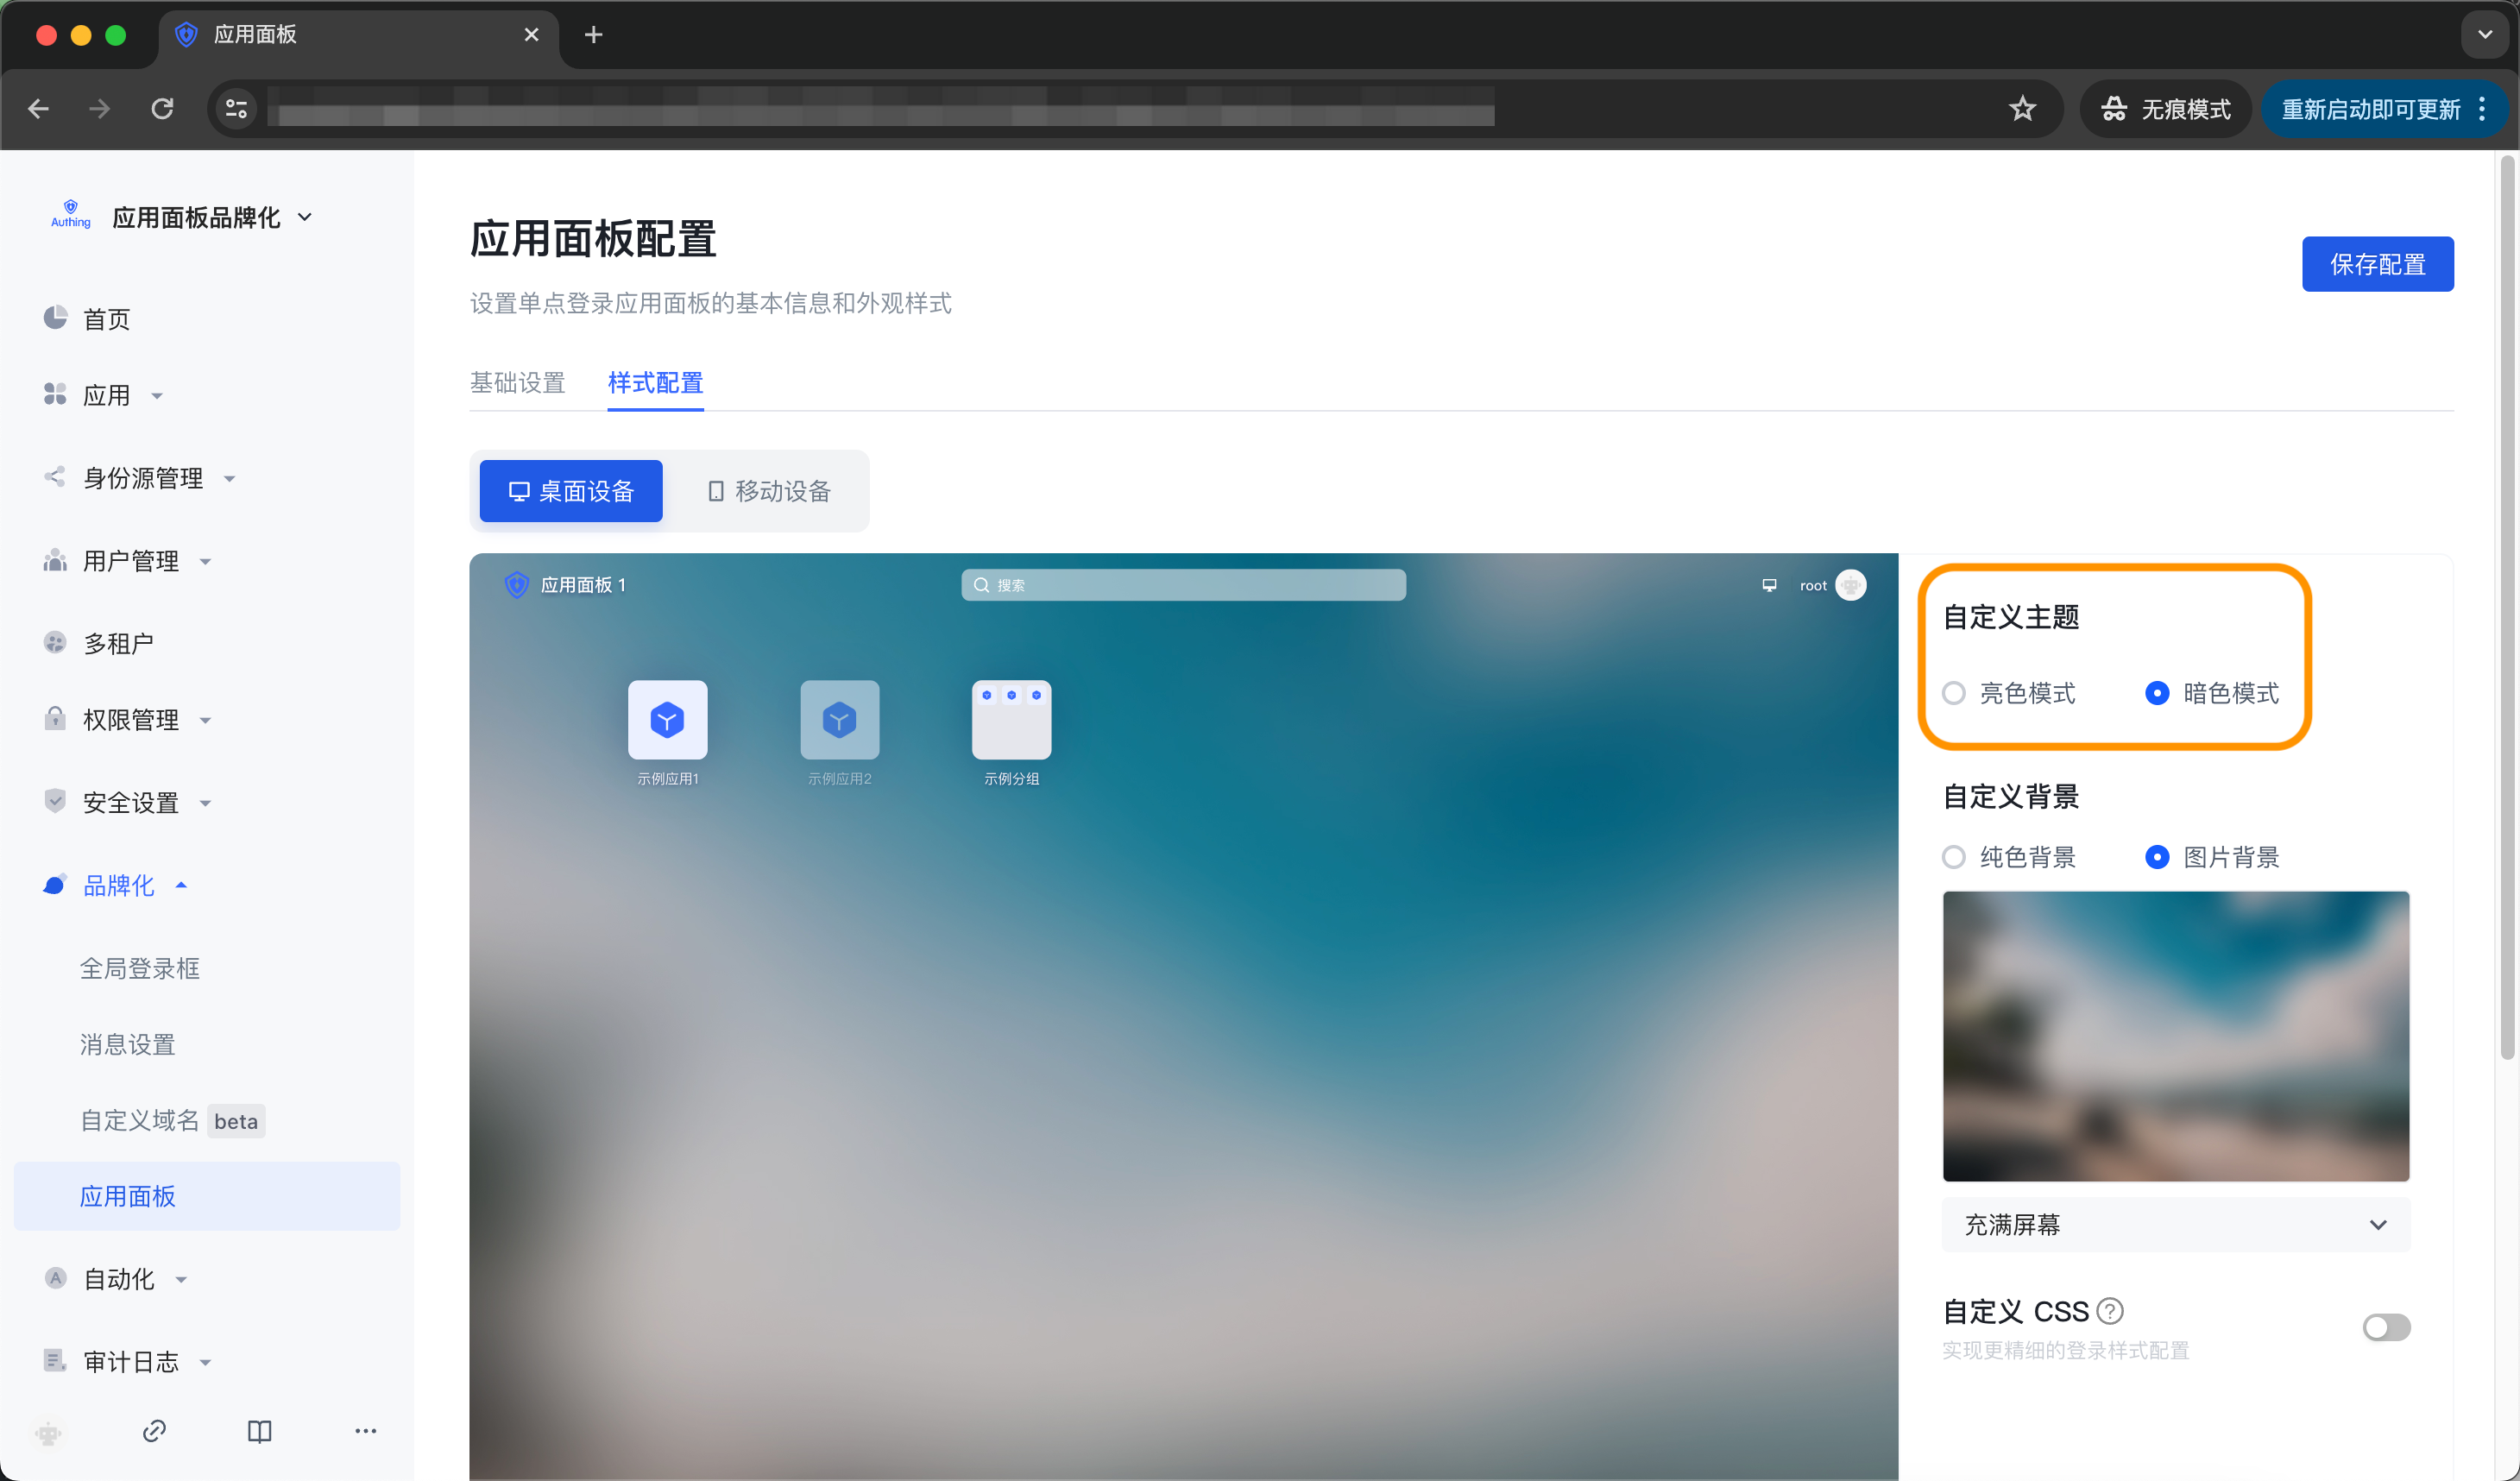 应用面板
无痕模式
重新启动即可更新
Authing
应用面板品牌化
首页
应用
身份源管理
用户管理
多租户
权限管理
安全设置
品牌化
全局登录框
消息设置
自定义域名 beta
应用面板
自动化
审计日志
应用面板配置
设置单点登录应用面板的基本信息和外观样式
保存配置
基础设置 样式配置
桌面设备 移动设备
应用面板 1
搜索
root
示例应用1 示例应用2 示例分组
自定义主题
亮色模式 暗色模式
自定义背景
纯色背景 图片背景
充满屏幕
自定义 CSS
实现更精细的登录样式配置